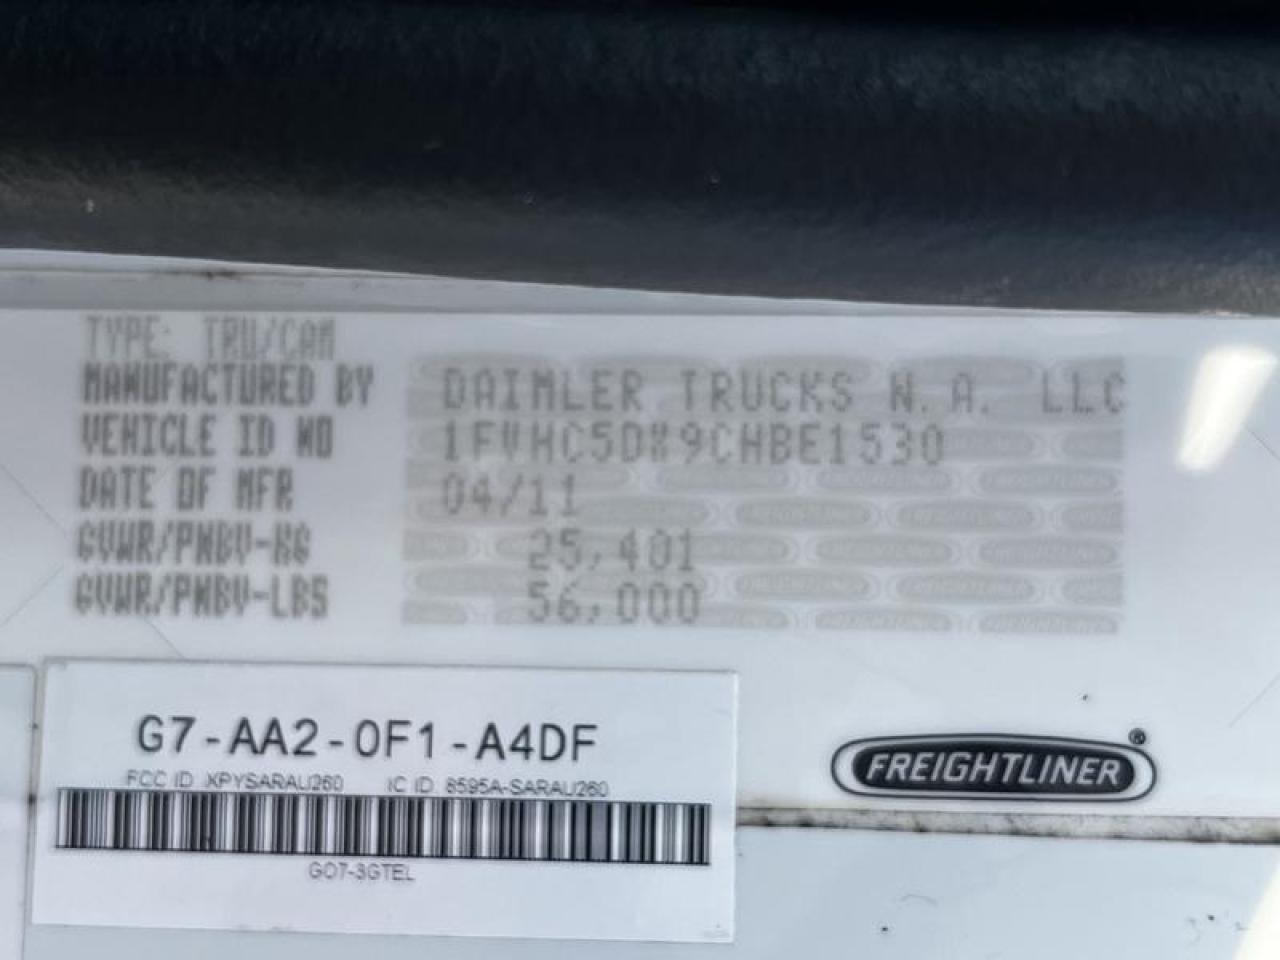 TYPE: TRU/CAM
MANUFACTURED BY DAIMLER TRUCKS N.A. LLC
VEHICLE ID NO 1FVHC5DX9CHBE1530
DATE OF MFR 04/11
GVWR/PNBV-KG 25,401
GVWR/PNBV-LBS 56,000
G7-AA2-0F1-A4DF
FCC ID XPYSARAU260 IC ID 8595A-SARAU260
GO7-3GTEL
FREIGHTLINER®